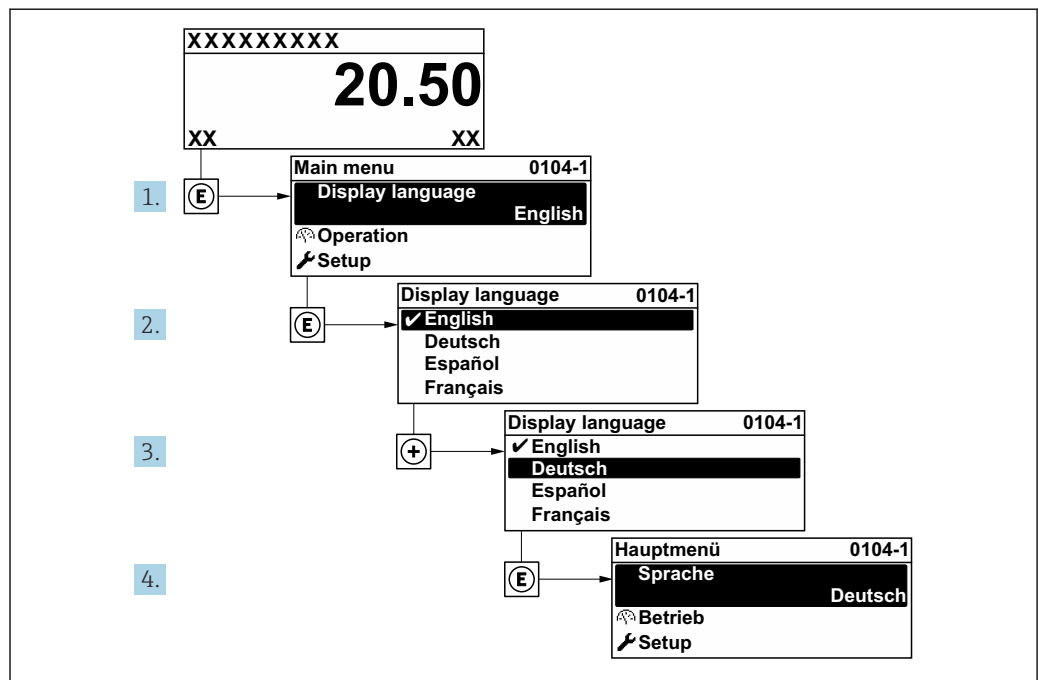 XXXXXXXXX
20.50
XX XX
1. E
Main menu 0104-1
Display language
English
Operation
Setup
2. E
Display language 0104-1
✔English
Deutsch
Español
Français
3. +
Display language 0104-1
✔English
Deutsch
Español
Français
4. E
Hauptmenü 0104-1
Sprache
Deutsch
Betrieb
Setup